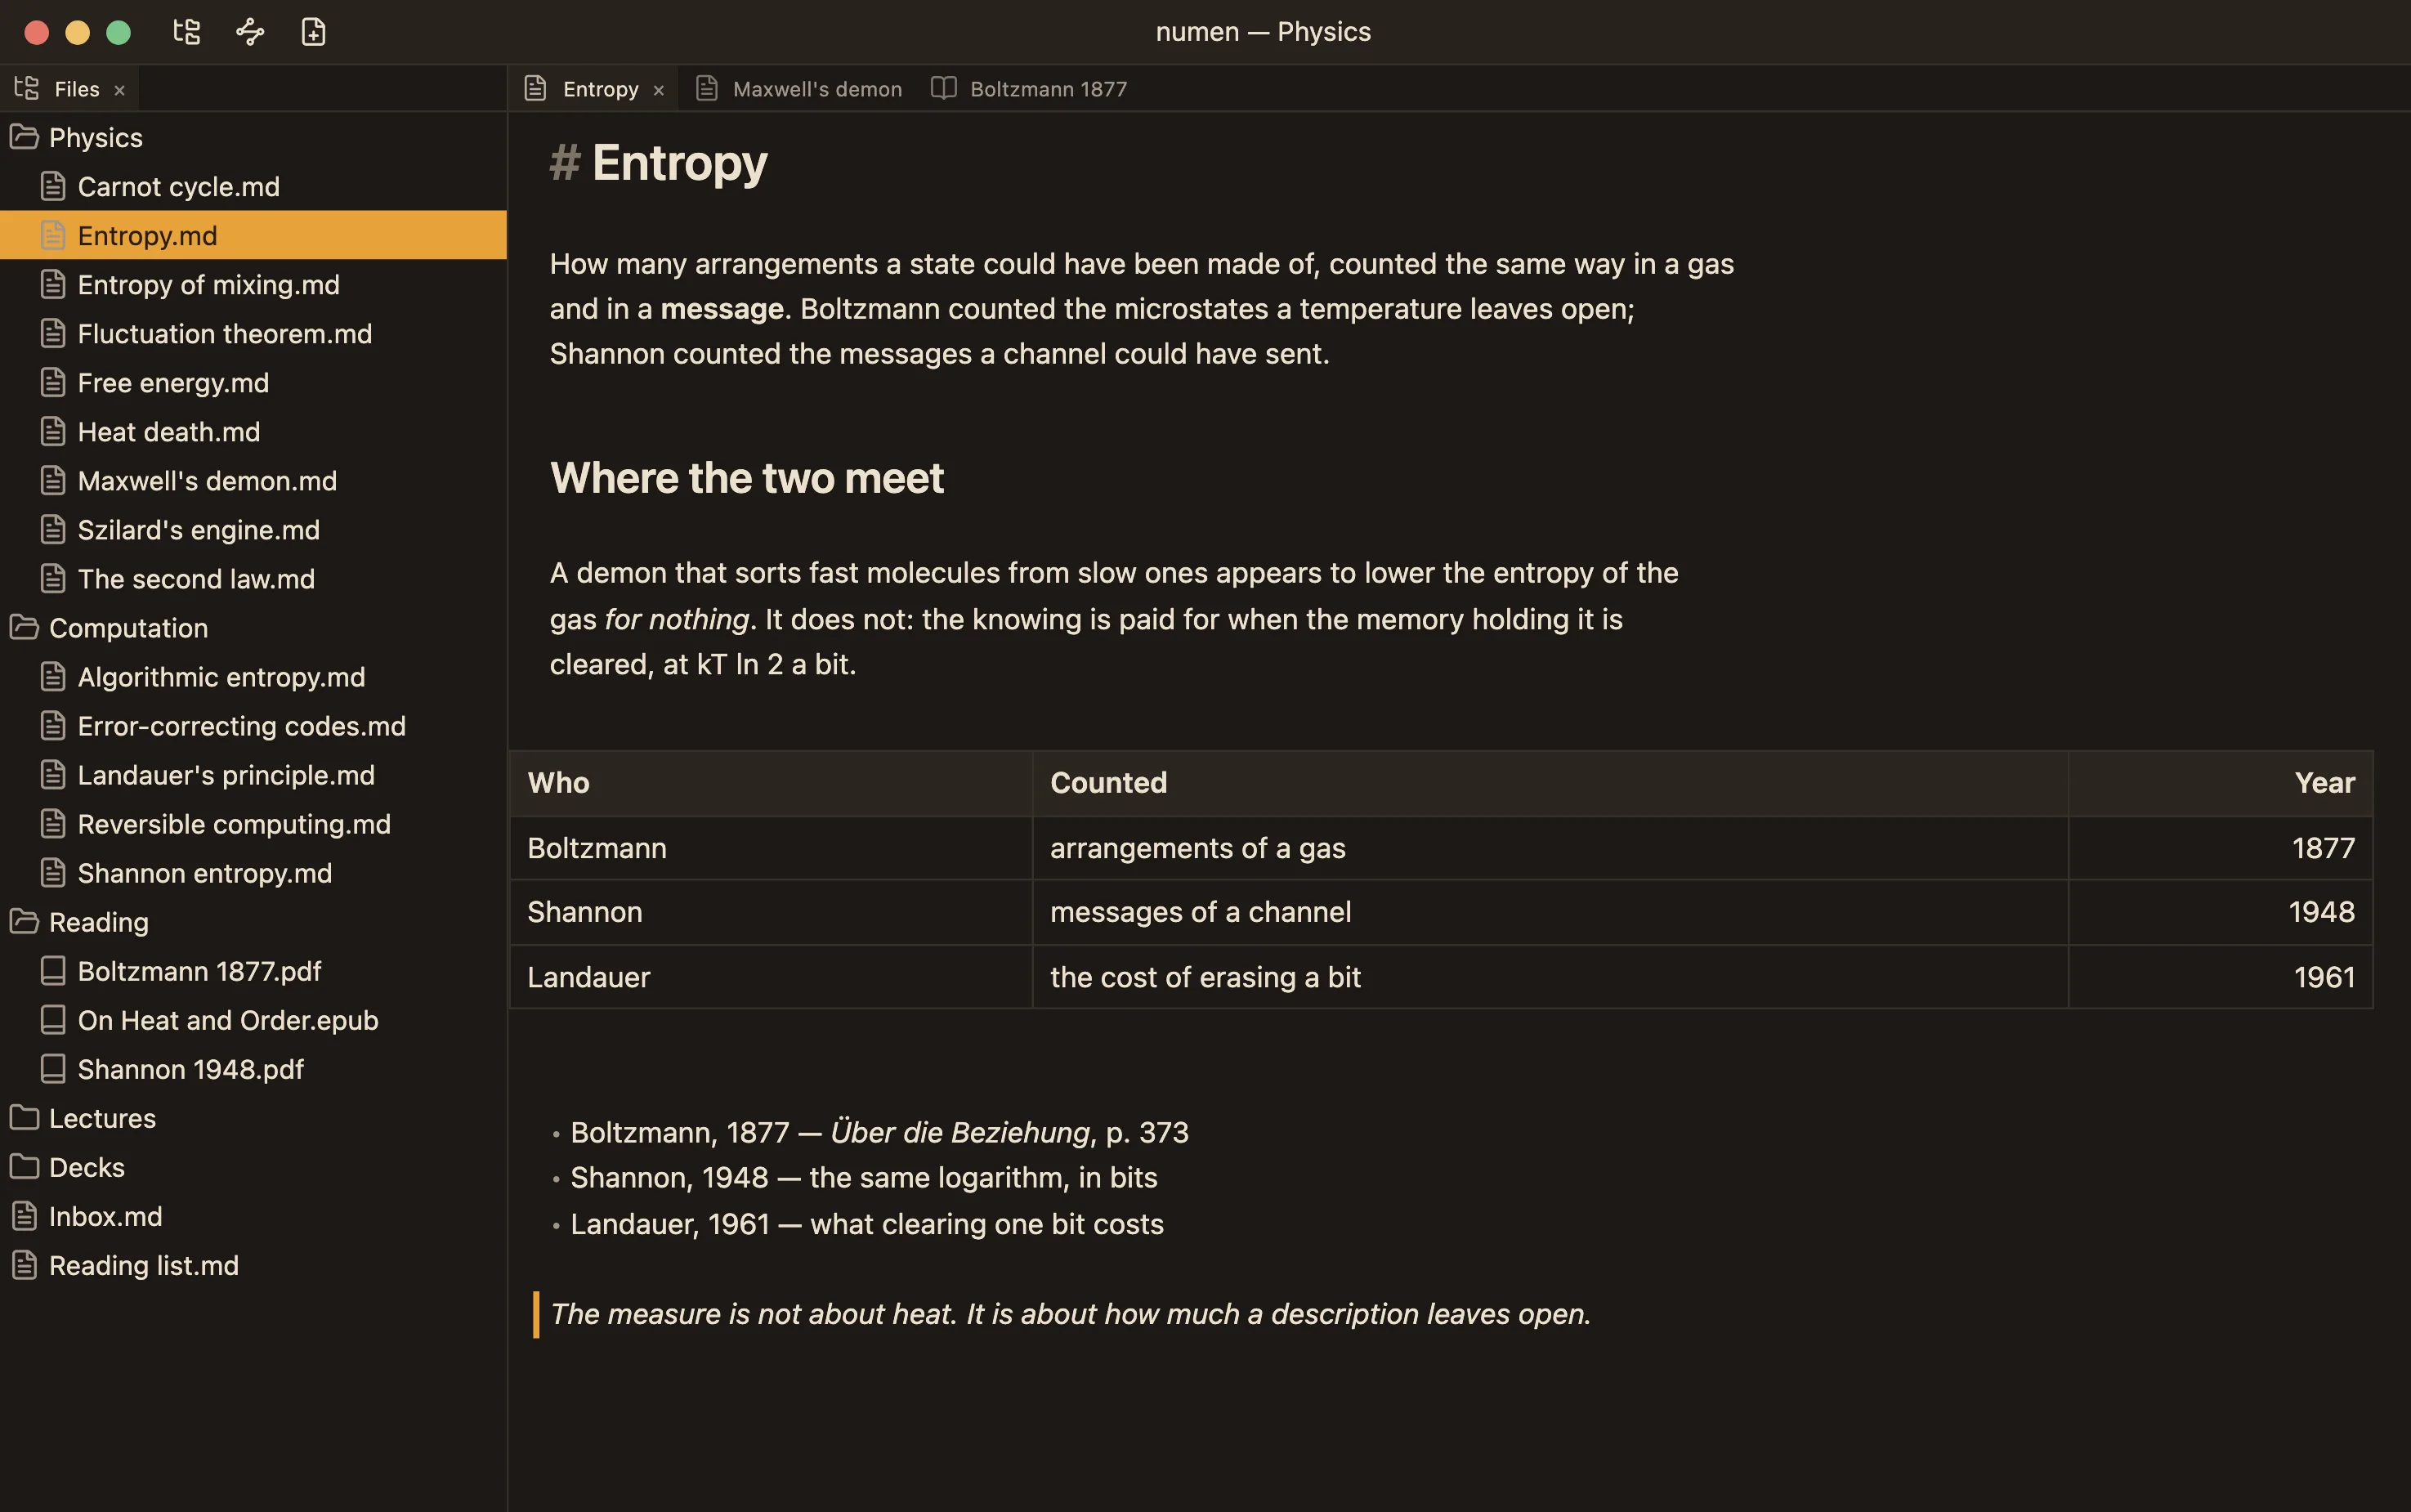 numen — Physics
Files ×
Entropy ×
Maxwell's demon
Boltzmann 1877
Physics
Carnot cycle.md
Entropy.md
Entropy of mixing.md
Fluctuation theorem.md
Free energy.md
Heat death.md
Maxwell's demon.md
Szilard's engine.md
The second law.md
Computation
Algorithmic entropy.md
Error-correcting codes.md
Landauer's principle.md
Reversible computing.md
Shannon entropy.md
Reading
Boltzmann 1877.pdf
On Heat and Order.epub
Shannon 1948.pdf
Lectures
Decks
Inbox.md
Reading list.md
# Entropy
How many arrangements a state could have been made of, counted the same way in a gas
and in a message. Boltzmann counted the microstates a temperature leaves open;
Shannon counted the messages a channel could have sent.
Where the two meet
A demon that sorts fast molecules from slow ones appears to lower the entropy of the
gas for nothing. It does not: the knowing is paid for when the memory holding it is
cleared, at kT ln 2 a bit.
Who Counted Year
Boltzmann arrangements of a gas 1877
Shannon messages of a channel 1948
Landauer the cost of erasing a bit 1961
• Boltzmann, 1877 — Über die Beziehung, p. 373
• Shannon, 1948 — the same logarithm, in bits
• Landauer, 1961 — what clearing one bit costs
The measure is not about heat. It is about how much a description leaves open.